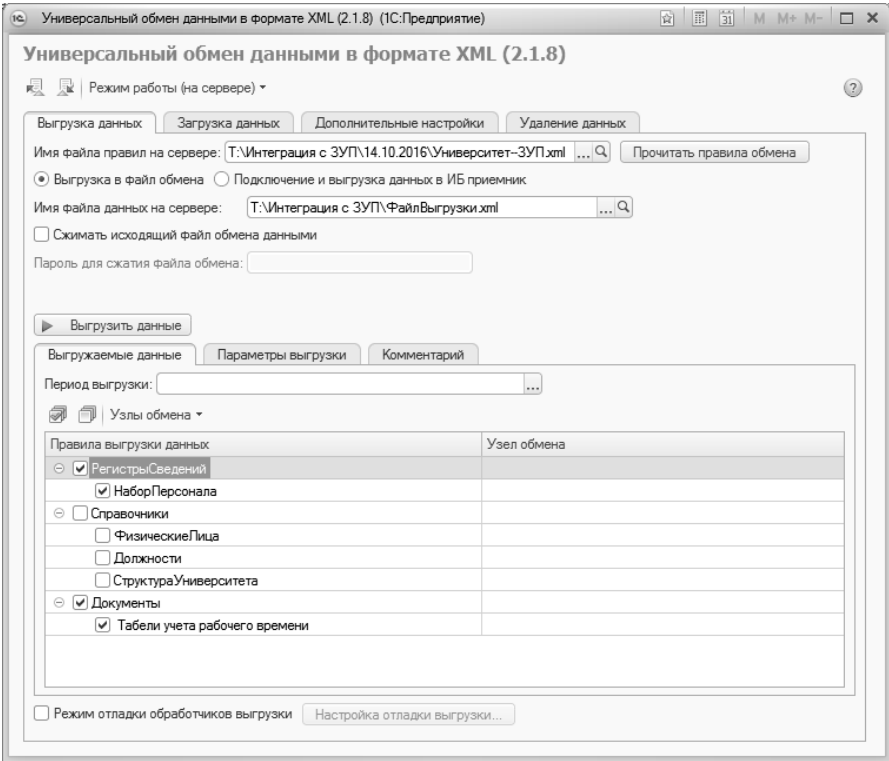 1С Универсальный обмен данными в формате XML (2.1.8) (1С:Предприятие) 31 M M+ M-
Универсальный обмен данными в формате XML (2.1.8)
Режим работы (на сервере) ?
Выгрузка данных Загрузка данных Дополнительные настройки Удаление данных
Имя файла правил на сервере: T:\Интеграция с ЗУП\14.10.2016\Университет--ЗУП.xml ... Прочитать правила обмена
Выгрузка в файл обмена Подключение и выгрузка данных в ИБ приемник
Имя файла данных на сервере: T:\Интеграция с ЗУП\ФайлВыгрузки.xml ...
Сжимать исходящий файл обмена данными
Пароль для сжатия файла обмена:
Выгрузить данные
Выгружаемые данные Параметры выгрузки Комментарий
Период выгрузки: ...
Узлы обмена
Правила выгрузки данных Узел обмена
РегистрыСведений
НаборПерсонала
Справочники
ФизическиеЛица
Должности
СтруктураУниверситета
Документы
Табели учета рабочего времени
Режим отладки обработчиков выгрузки Настройка отладки выгрузки...